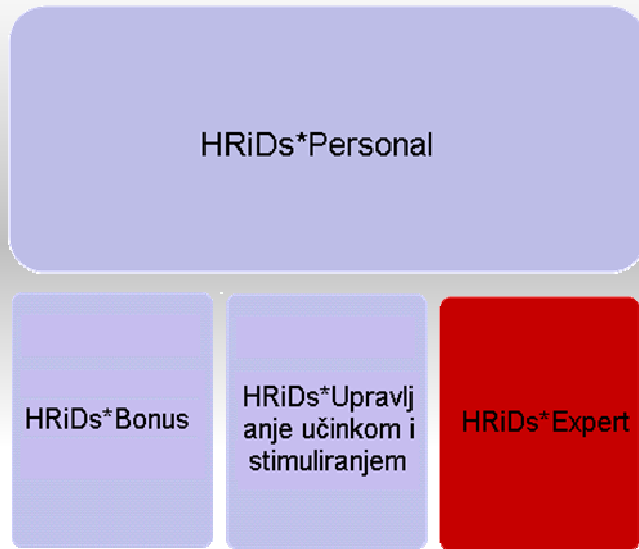 HRiDs*Personal
HRiDs*Bonus
HRiDs*Upravlj
anje učinkom i
stimuliranjem
HRiDs*Expert